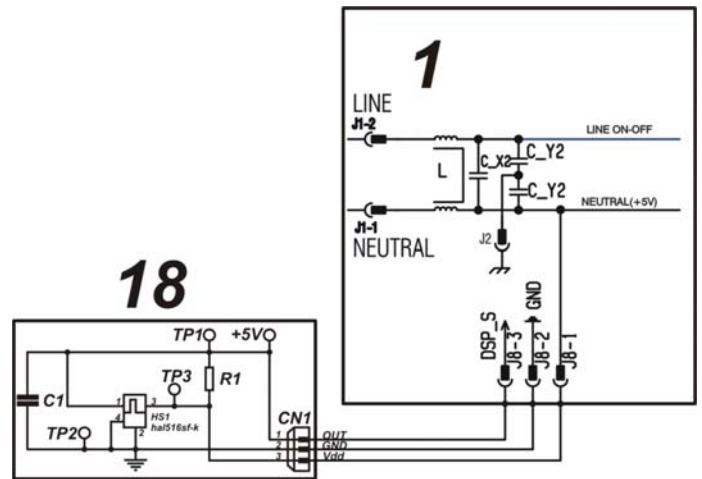 1
LINE
J1-2
LINE ON-OFF
C_X2
C_Y2
L
C_Y2
NEUTRAL(+5V)
J1-1
J2
NEUTRAL
DSP_S
J8-3
GND
J8-2
J8-1
18
TP1
+5V
TP3
R1
C1
1
3
4
HS1
hal516sf-k
2
TP2
CN1
1
OUT
2
GND
3
Vdd